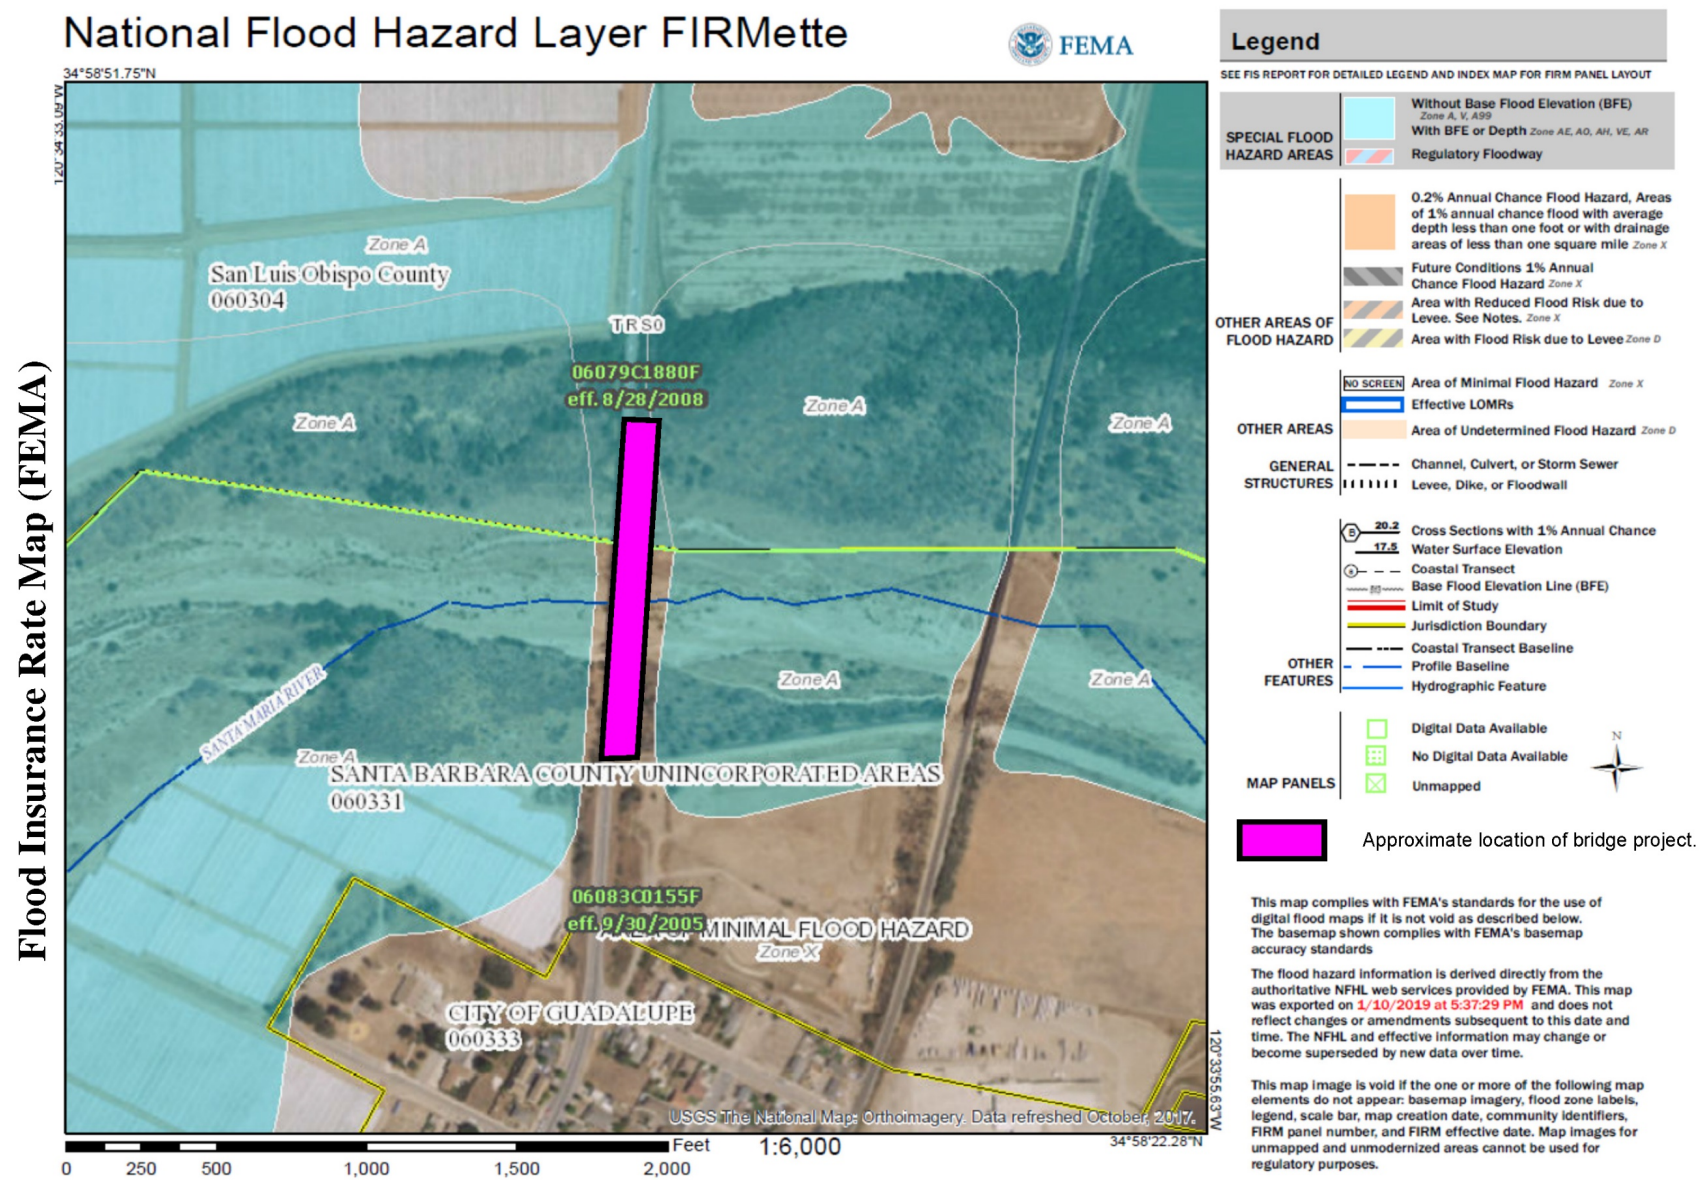 National Flood Hazard Layer FIRMette
FEMA
34°58'51.75"N
120°34'33.09"W
Flood Insurance Rate Map (FEMA)
Zone A
San Luis Obispo County
060304
TRS0
06079C1880F
eff. 8/28/2008
Zone A
Zone A
Zone A
SANTA MARIA RIVER
Zone A
Zone A
Zone A
SANTA BARBARA COUNTY UNINCORPORATED AREAS
060331
06083C0155F
eff. 9/30/2005
MINIMAL FLOOD HAZARD
Zone X
CITY OF GUADALUPE
060333
USGS The National Map: Orthoimagery. Data refreshed October, 2017.
120°33'55.63"W
34°58'22.28"N
Feet
1:6,000
0 250 500 1,000 1,500 2,000
Legend
SEE FIS REPORT FOR DETAILED LEGEND AND INDEX MAP FOR FIRM PANEL LAYOUT
SPECIAL FLOOD
HAZARD AREAS
Without Base Flood Elevation (BFE)
Zone A, V, A99
With BFE or Depth Zone AE, AO, AH, VE, AR
Regulatory Floodway
OTHER AREAS OF
FLOOD HAZARD
0.2% Annual Chance Flood Hazard, Areas
of 1% annual chance flood with average
depth less than one foot or with drainage
areas of less than one square mile Zone X
Future Conditions 1% Annual
Chance Flood Hazard Zone X
Area with Reduced Flood Risk due to
Levee. See Notes. Zone X
Area with Flood Risk due to Levee Zone D
OTHER AREAS
NO SCREEN Area of Minimal Flood Hazard Zone X
Effective LOMRs
Area of Undetermined Flood Hazard Zone D
GENERAL
STRUCTURES
Channel, Culvert, or Storm Sewer
Levee, Dike, or Floodwall
OTHER
FEATURES
B 20.2 Cross Sections with 1% Annual Chance
17.5 Water Surface Elevation
Coastal Transect
Base Flood Elevation Line (BFE)
Limit of Study
Jurisdiction Boundary
Coastal Transect Baseline
Profile Baseline
Hydrographic Feature
MAP PANELS
Digital Data Available
No Digital Data Available
Unmapped
N
Approximate location of bridge project.
This map complies with FEMA's standards for the use of
digital flood maps if it is not void as described below.
The basemap shown complies with FEMA's basemap
accuracy standards
The flood hazard information is derived directly from the
authoritative NFHL web services provided by FEMA. This map
was exported on 1/10/2019 at 5:37:29 PM and does not
reflect changes or amendments subsequent to this date and
time. The NFHL and effective information may change or
become superseded by new data over time.
This map image is void if the one or more of the following map
elements do not appear: basemap imagery, flood zone labels,
legend, scale bar, map creation date, community identifiers,
FIRM panel number, and FIRM effective date. Map images for
unmapped and unmodernized areas cannot be used for
regulatory purposes.